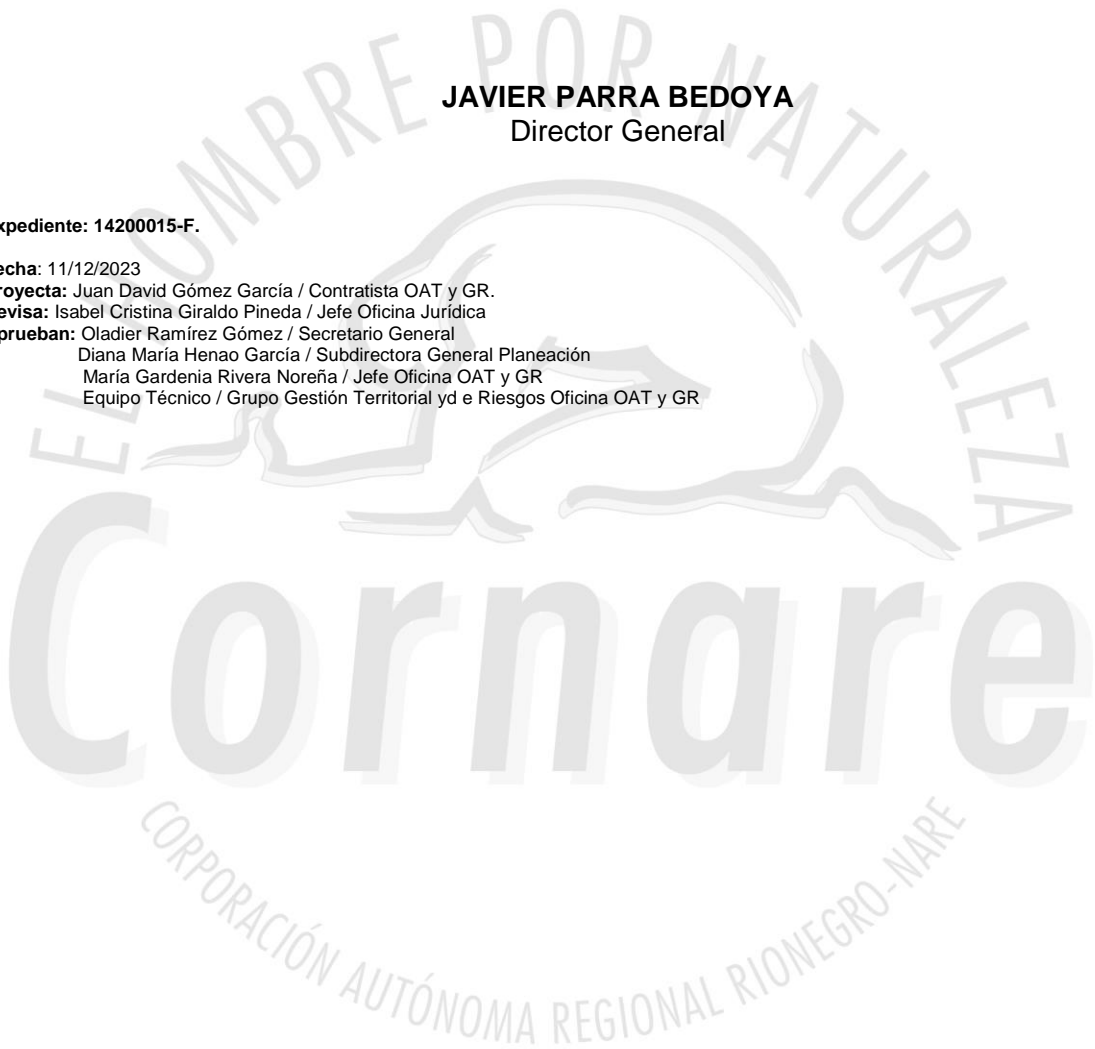 JAVIER PARRA BEDOYA
Director General
xpediente: 14200015-F.
echa: 11/12/2023
royecta: Juan David Gómez García / Contratista OAT y GR.
evisa: Isabel Cristina Giraldo Pineda / Jefe Oficina Jurídica
prueban: Oladier Ramírez Gómez / Secretario General
Diana María Henao García / Subdirectora General Planeación
María Gardenia Rivera Noreña / Jefe Oficina OAT y GR
Equipo Técnico / Grupo Gestión Territorial yd e Riesgos Oficina OAT y GR
EL HOMBRE POR NATURALEZA
Cornare
CORPORACIÓN AUTÓNOMA REGIONAL RIONEGRO-NARE